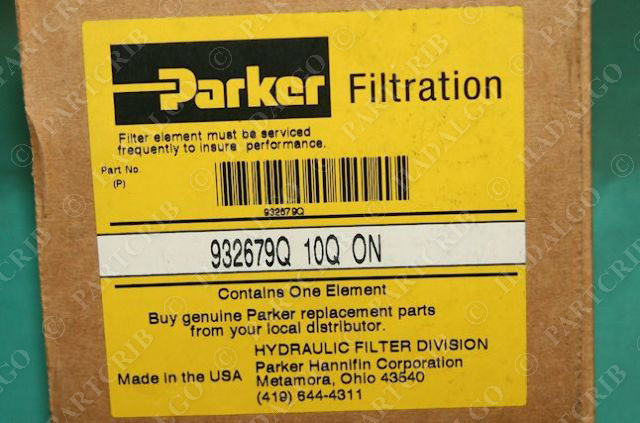 Parker Filtration
Filter element must be serviced
frequently to insure performance.
Part No.
(P)
932679Q
932679Q 10Q ON
Contains One Element
Buy genuine Parker replacement parts
from your local distributor.
HYDRAULIC FILTER DIVISION
Parker Hannifin Corporation
Made in the USA Metamora, Ohio 43540
(419) 644-4311
© PARTCRIB
© HADALGO